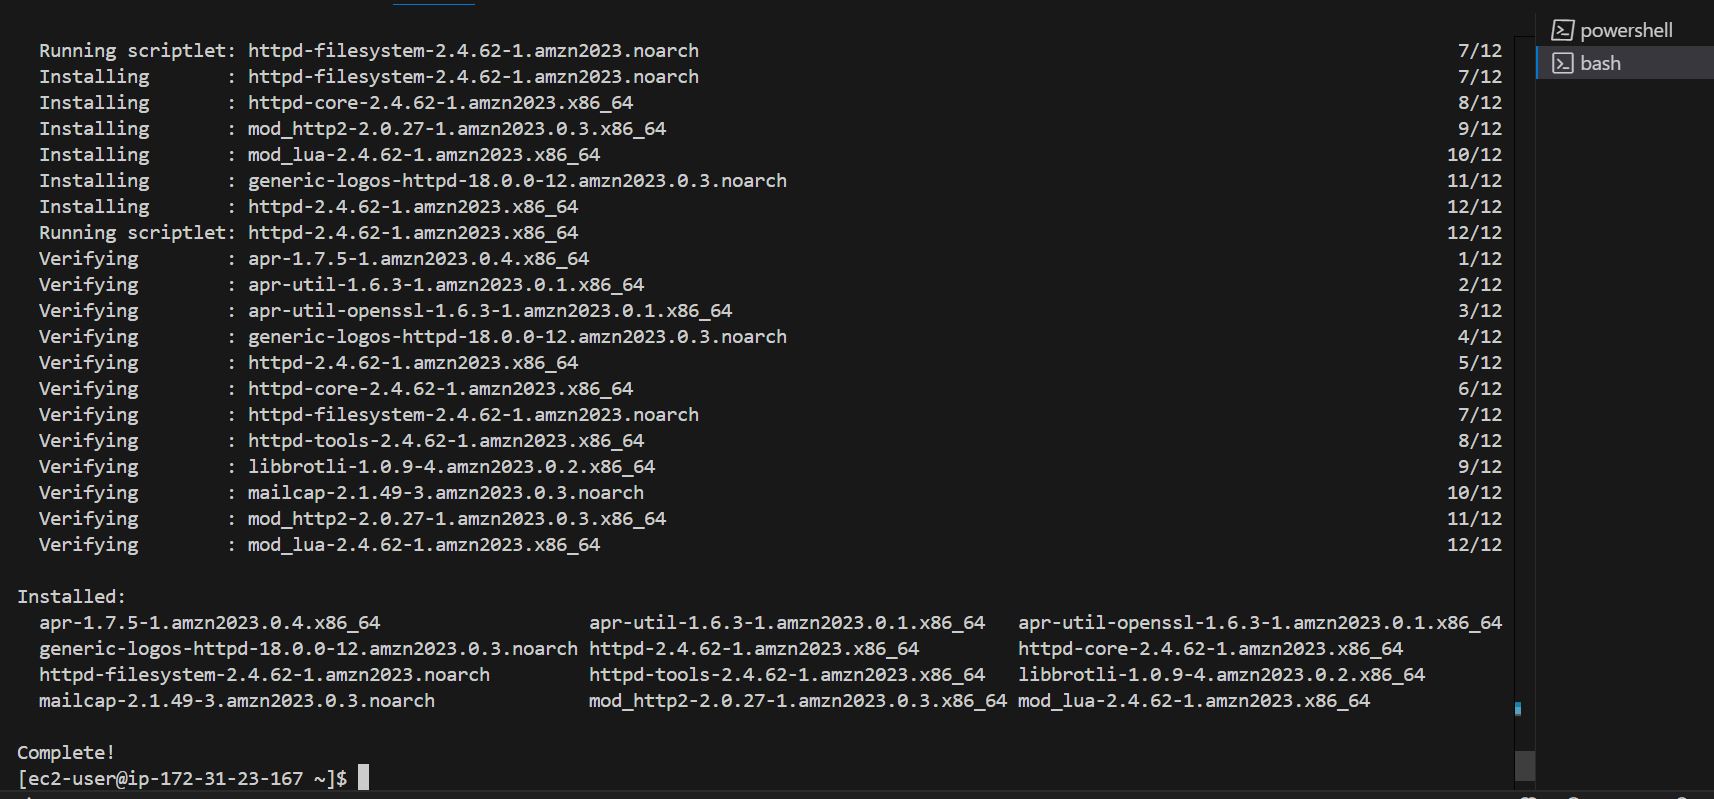 powershell
bash
Running scriptlet: httpd-filesystem-2.4.62-1.amzn2023.noarch 7/12
Installing : httpd-filesystem-2.4.62-1.amzn2023.noarch 7/12
Installing : httpd-core-2.4.62-1.amzn2023.x86_64 8/12
Installing : mod_http2-2.0.27-1.amzn2023.0.3.x86_64 9/12
Installing : mod_lua-2.4.62-1.amzn2023.x86_64 10/12
Installing : generic-logos-httpd-18.0.0-12.amzn2023.0.3.noarch 11/12
Installing : httpd-2.4.62-1.amzn2023.x86_64 12/12
Running scriptlet: httpd-2.4.62-1.amzn2023.x86_64 12/12
Verifying : apr-1.7.5-1.amzn2023.0.4.x86_64 1/12
Verifying : apr-util-1.6.3-1.amzn2023.0.1.x86_64 2/12
Verifying : apr-util-openssl-1.6.3-1.amzn2023.0.1.x86_64 3/12
Verifying : generic-logos-httpd-18.0.0-12.amzn2023.0.3.noarch 4/12
Verifying : httpd-2.4.62-1.amzn2023.x86_64 5/12
Verifying : httpd-core-2.4.62-1.amzn2023.x86_64 6/12
Verifying : httpd-filesystem-2.4.62-1.amzn2023.noarch 7/12
Verifying : httpd-tools-2.4.62-1.amzn2023.x86_64 8/12
Verifying : libbrotli-1.0.9-4.amzn2023.0.2.x86_64 9/12
Verifying : mailcap-2.1.49-3.amzn2023.0.3.noarch 10/12
Verifying : mod_http2-2.0.27-1.amzn2023.0.3.x86_64 11/12
Verifying : mod_lua-2.4.62-1.amzn2023.x86_64 12/12
Installed:
apr-1.7.5-1.amzn2023.0.4.x86_64 apr-util-1.6.3-1.amzn2023.0.1.x86_64 apr-util-openssl-1.6.3-1.amzn2023.0.1.x86_64
generic-logos-httpd-18.0.0-12.amzn2023.0.3.noarch httpd-2.4.62-1.amzn2023.x86_64 httpd-core-2.4.62-1.amzn2023.x86_64
httpd-filesystem-2.4.62-1.amzn2023.noarch httpd-tools-2.4.62-1.amzn2023.x86_64 libbrotli-1.0.9-4.amzn2023.0.2.x86_64
mailcap-2.1.49-3.amzn2023.0.3.noarch mod_http2-2.0.27-1.amzn2023.0.3.x86_64 mod_lua-2.4.62-1.amzn2023.x86_64
Complete!
[ec2-user@ip-172-31-23-167 ~]$